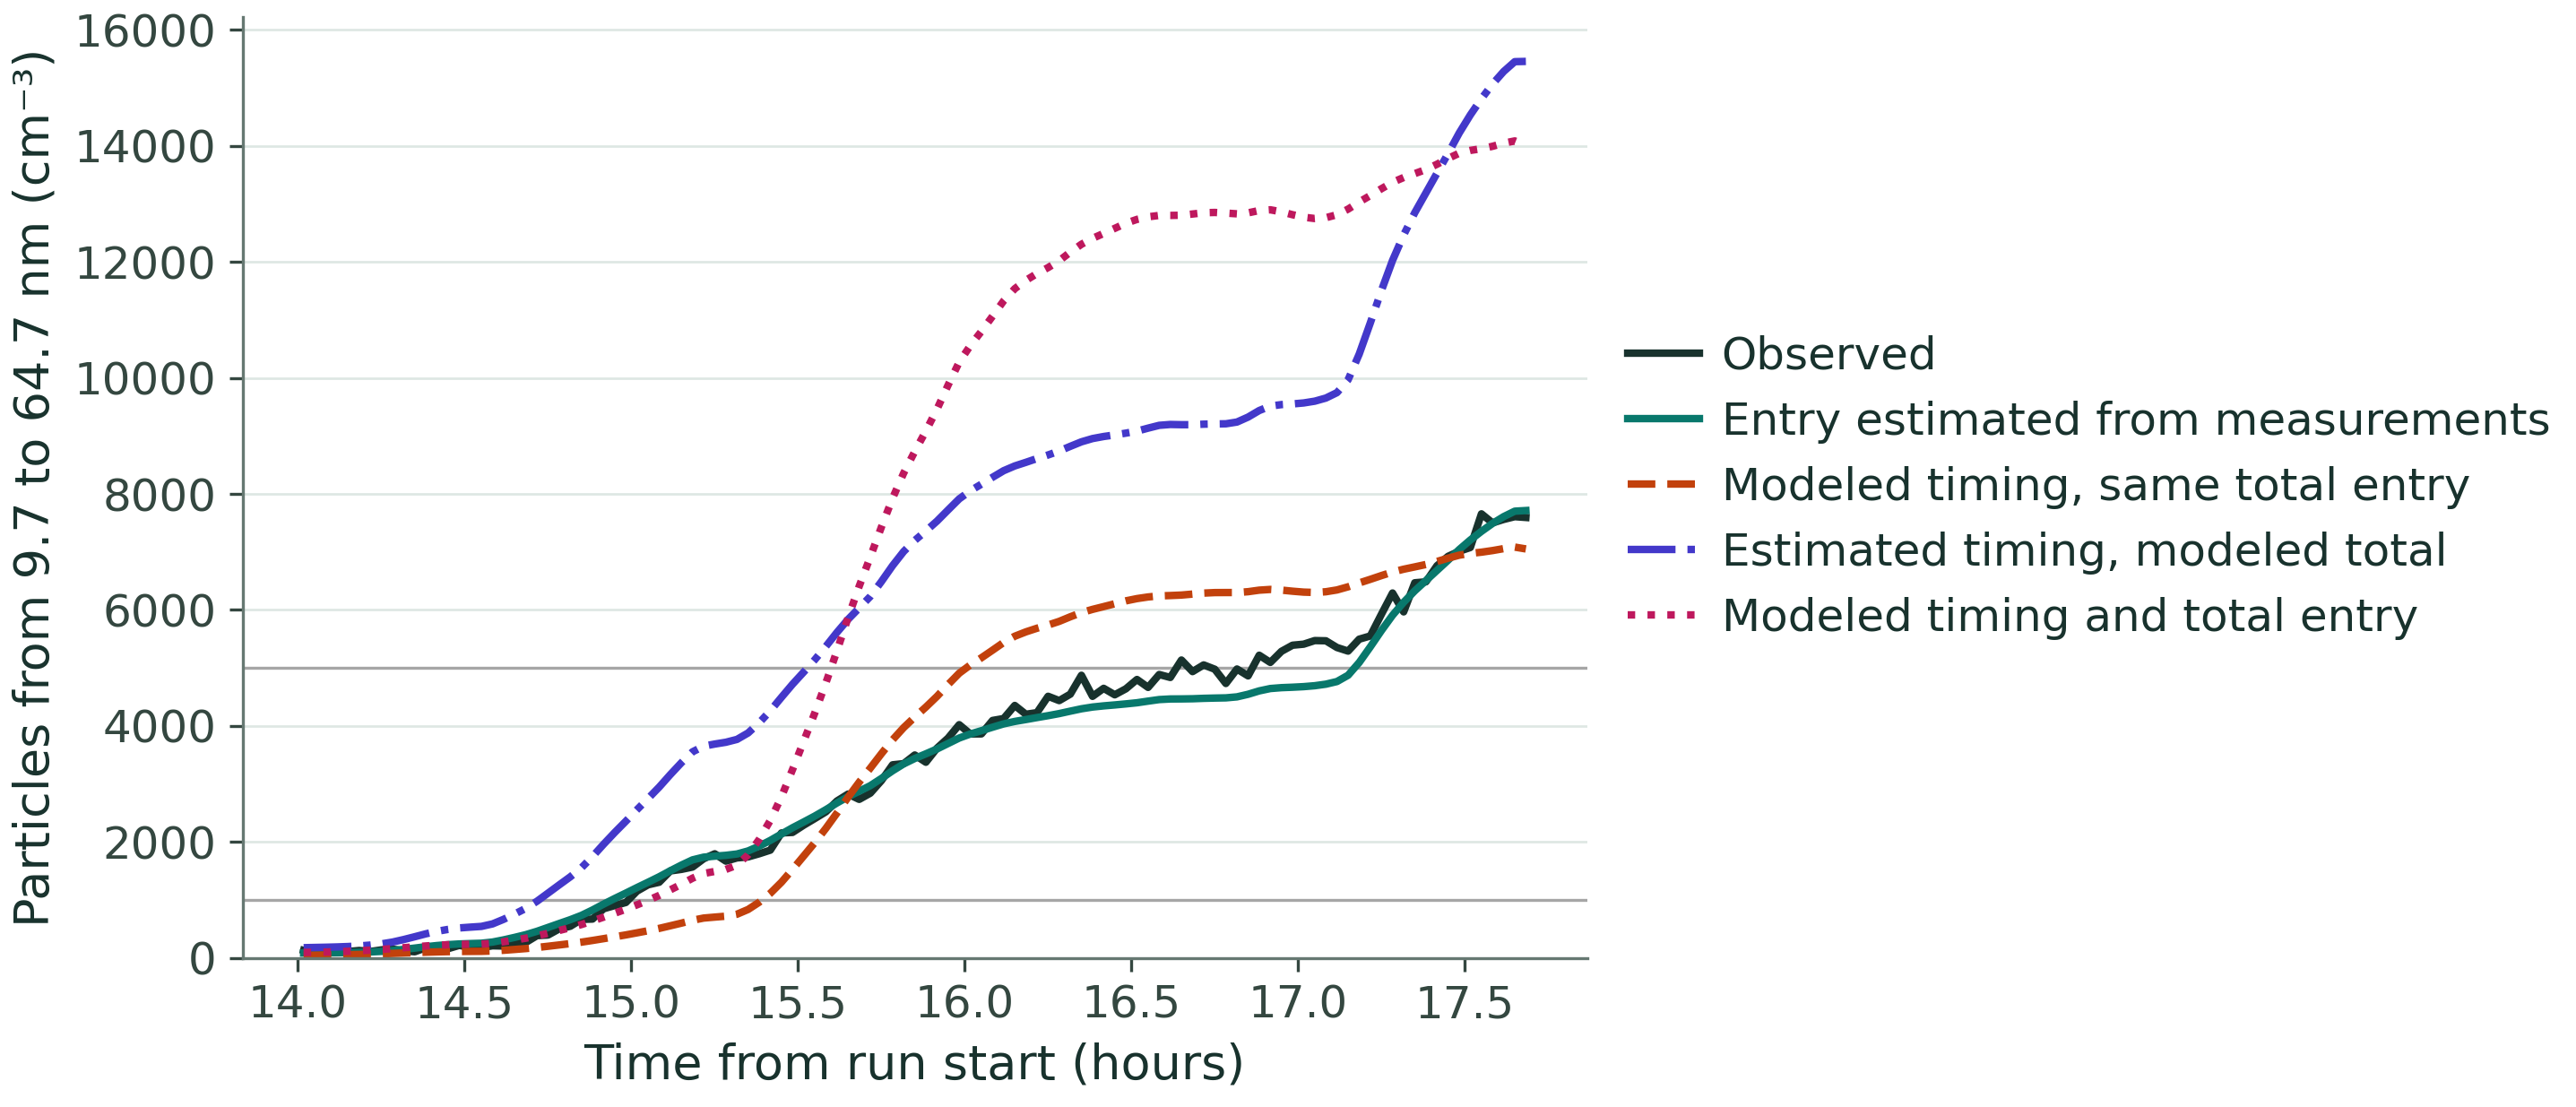 Particles from 9.7 to 64.7 nm (cm⁻³)
16000
14000
12000
10000
8000
6000
4000
2000
0
14.0
14.5
15.0
15.5
16.0
16.5
17.0
17.5
Time from run start (hours)
Observed
Entry estimated from measurements
Modeled timing, same total entry
Estimated timing, modeled total
Modeled timing and total entry